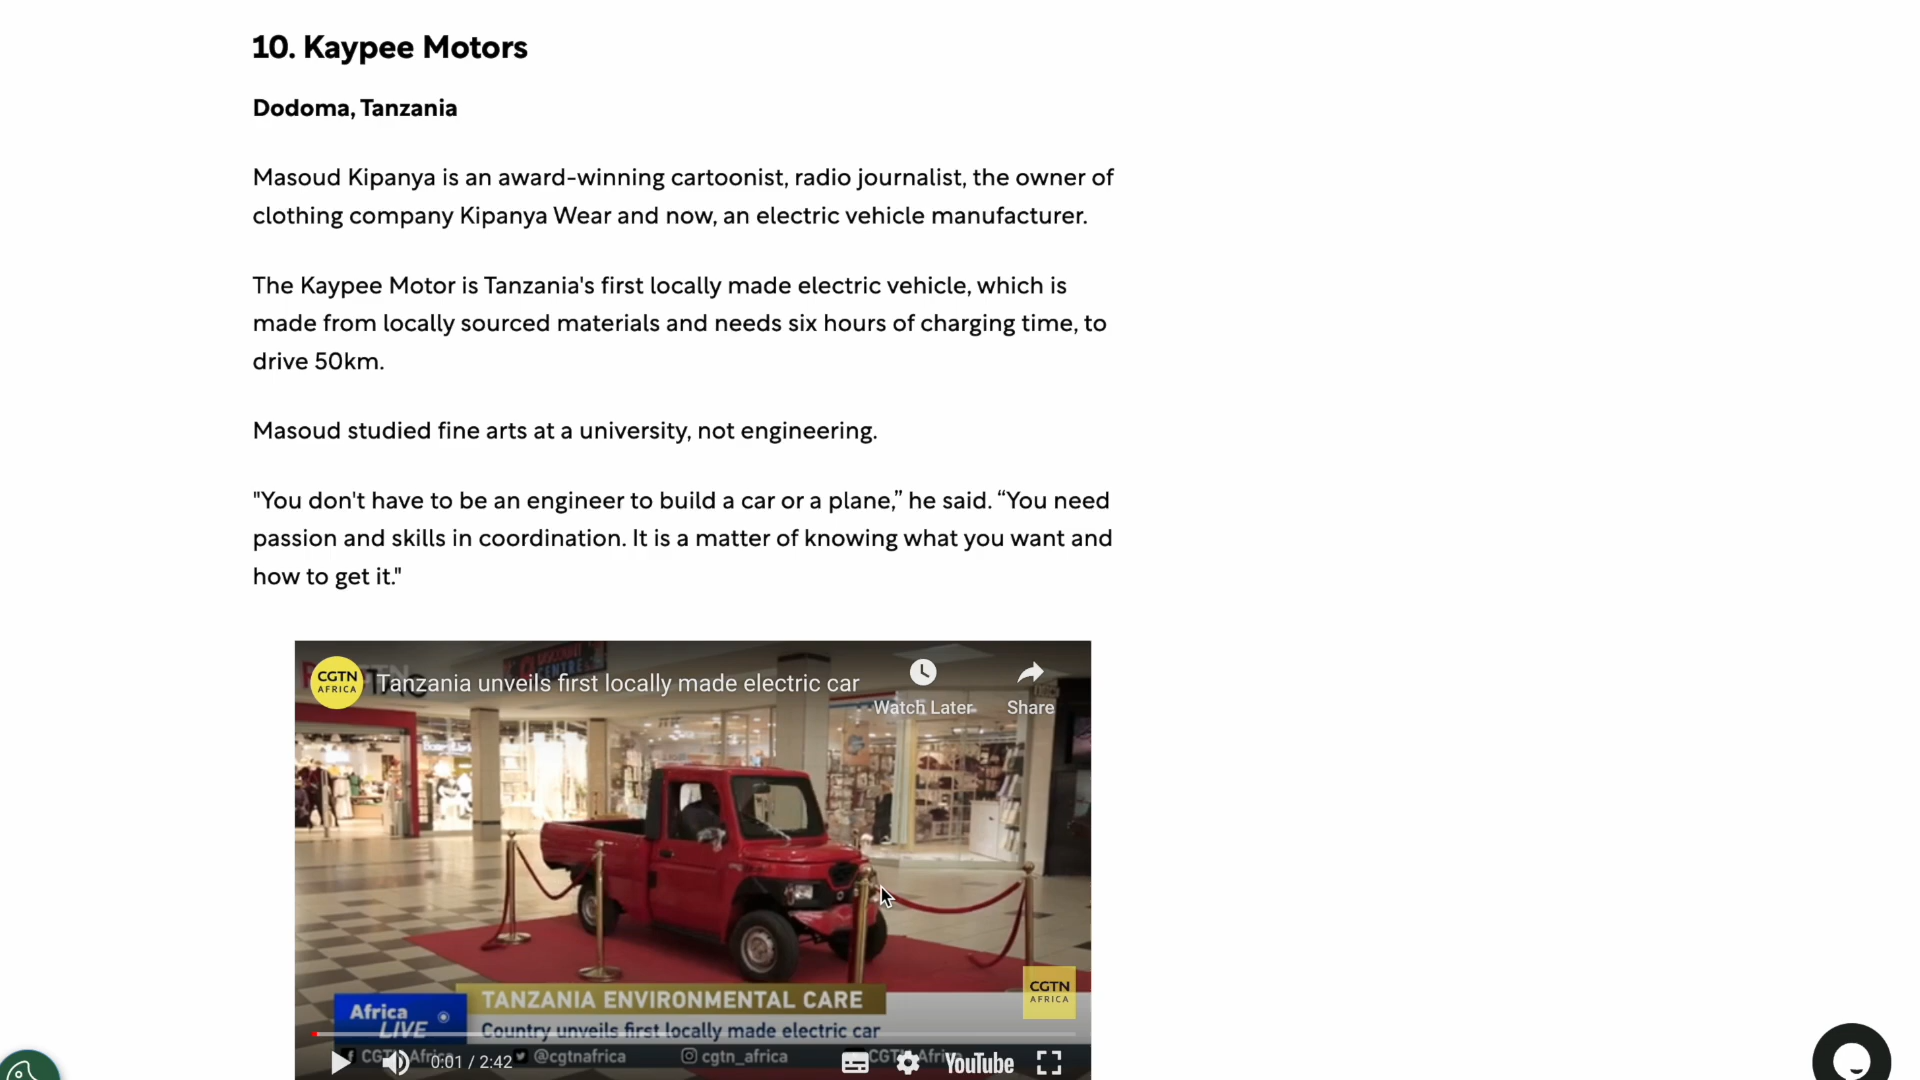 10. Kaypee Motors
Dodoma, Tanzania
Masoud Kipanya is an award-winning cartoonist, radio journalist, the owner of
clothing company Kipanya Wear and now, an electric vehicle manufacturer.
The Kaypee Motor is Tanzania's first locally made electric vehicle, which is
made from locally sourced materials and needs six hours of charging time, to
drive 50km.
Masoud studied fine arts at a university, not engineering.
"You don't have to be an engineer to build a car or a plane,” he said. “You need
passion and skills in coordination. It is a matter of knowing what you want and
how to get it."
CGTN
AFRICA
Tanzania unveils first locally made electric car
Watch Later
Share
CENTRE
CGTN
AFRICA
TANZANIA ENVIRONMENTAL CARE
Africa
LIVE
Country unveils first locally made electric car
0:01 / 2:42
@cgtnafrica
cgtn_africa
YouTube